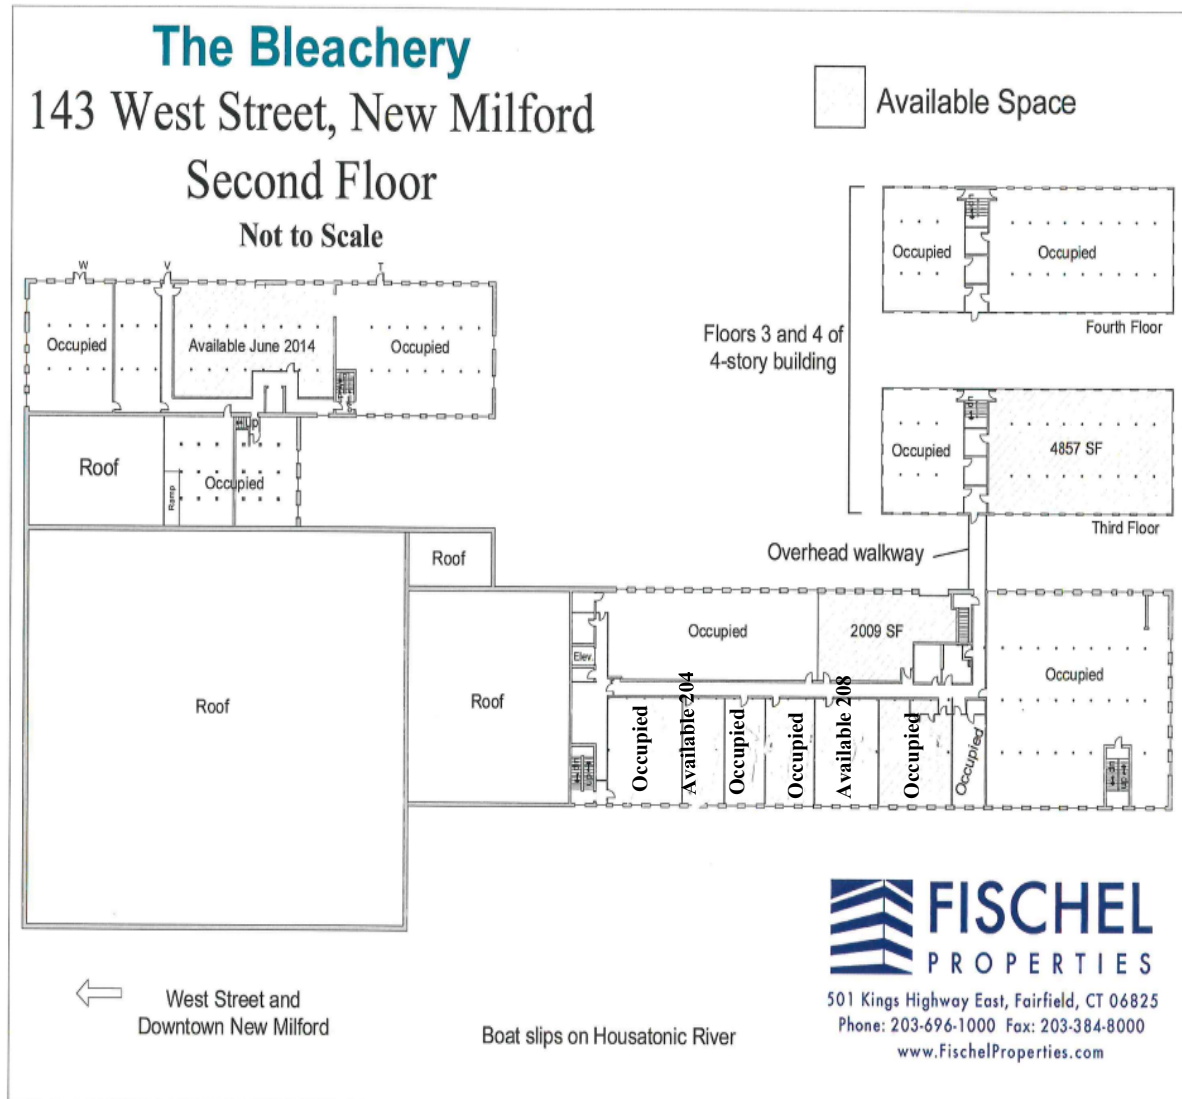 The Bleachery
143 West Street, New Milford
Second Floor
Not to Scale
Available Space
W
V
T
Occupied
Available June 2014
Occupied
up
Roof
Occupied
Ramp
Floors 3 and 4 of
4-story building
Occupied
Occupied
Fourth Floor
Occupied
4857 SF
Third Floor
Overhead walkway
Roof
Roof
Roof
Elev.
Occupied
2009 SF
Occupied
Occupied
Available 204
Occupied
Occupied
Available 208
Occupied
Occupied
West Street and
Downtown New Milford
Boat slips on Housatonic River
FISCHEL
PROPERTIES
501 Kings Highway East, Fairfield, CT 06825
Phone: 203-696-1000 Fax: 203-384-8000
www.FischelProperties.com